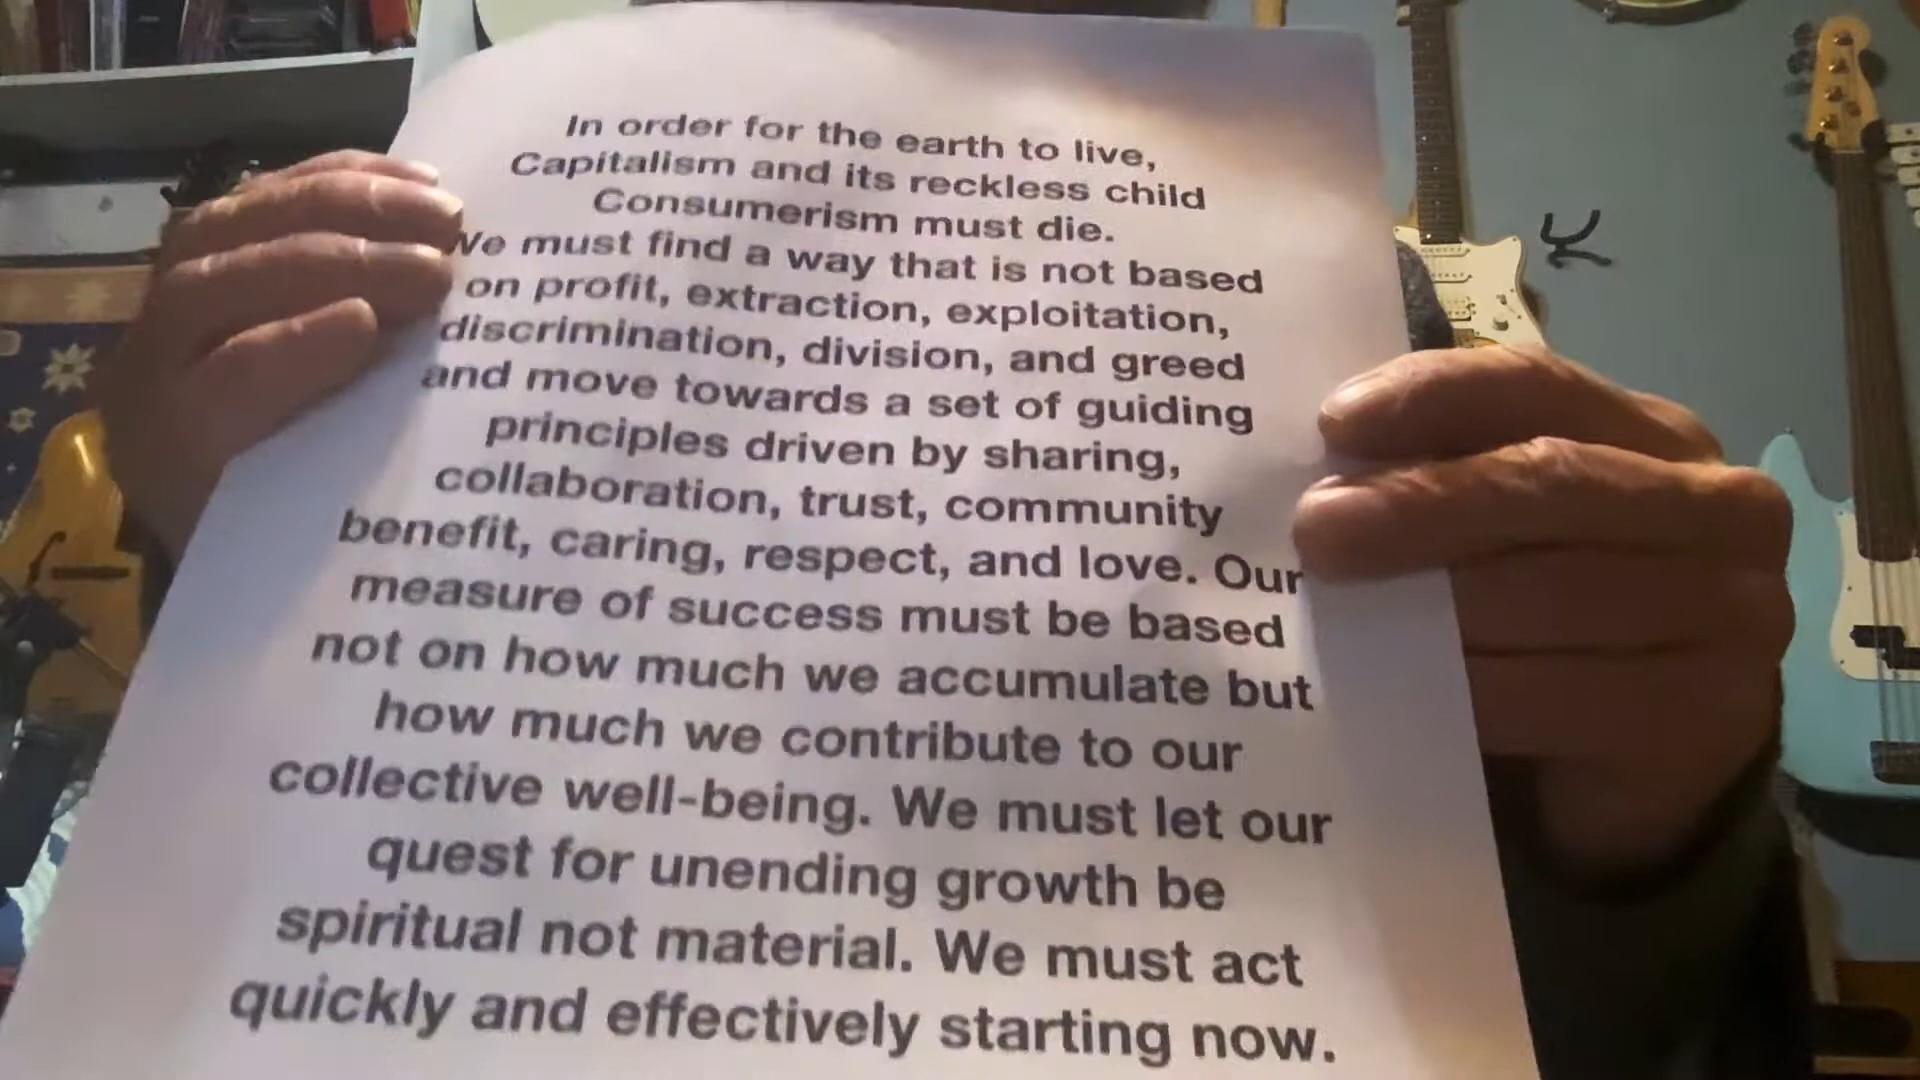 In order for the earth to live,
Capitalism and its reckless child
Consumerism must die.
We must find a way that is not based
on profit, extraction, exploitation,
discrimination, division, and greed
and move towards a set of guiding
principles driven by sharing,
collaboration, trust, community
benefit, caring, respect, and love. Our
measure of success must be based
not on how much we accumulate but
how much we contribute to our
collective well-being. We must let our
quest for unending growth be
spiritual not material. We must act
quickly and effectively starting now.